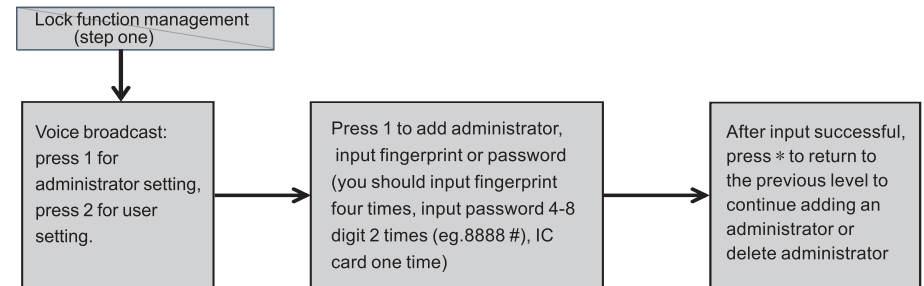 Lock function management
(step one)
Voice broadcast:
press 1 for
administrator setting,
press 2 for user
setting.
Press 1 to add administrator,
input fingerprint or password
(you should input fingerprint
four times, input password 4-8
digit 2 times (eg.8888 #), IC
card one time)
After input successful,
press * to return to
the previous level to
continue adding an
administrator or
delete administrator